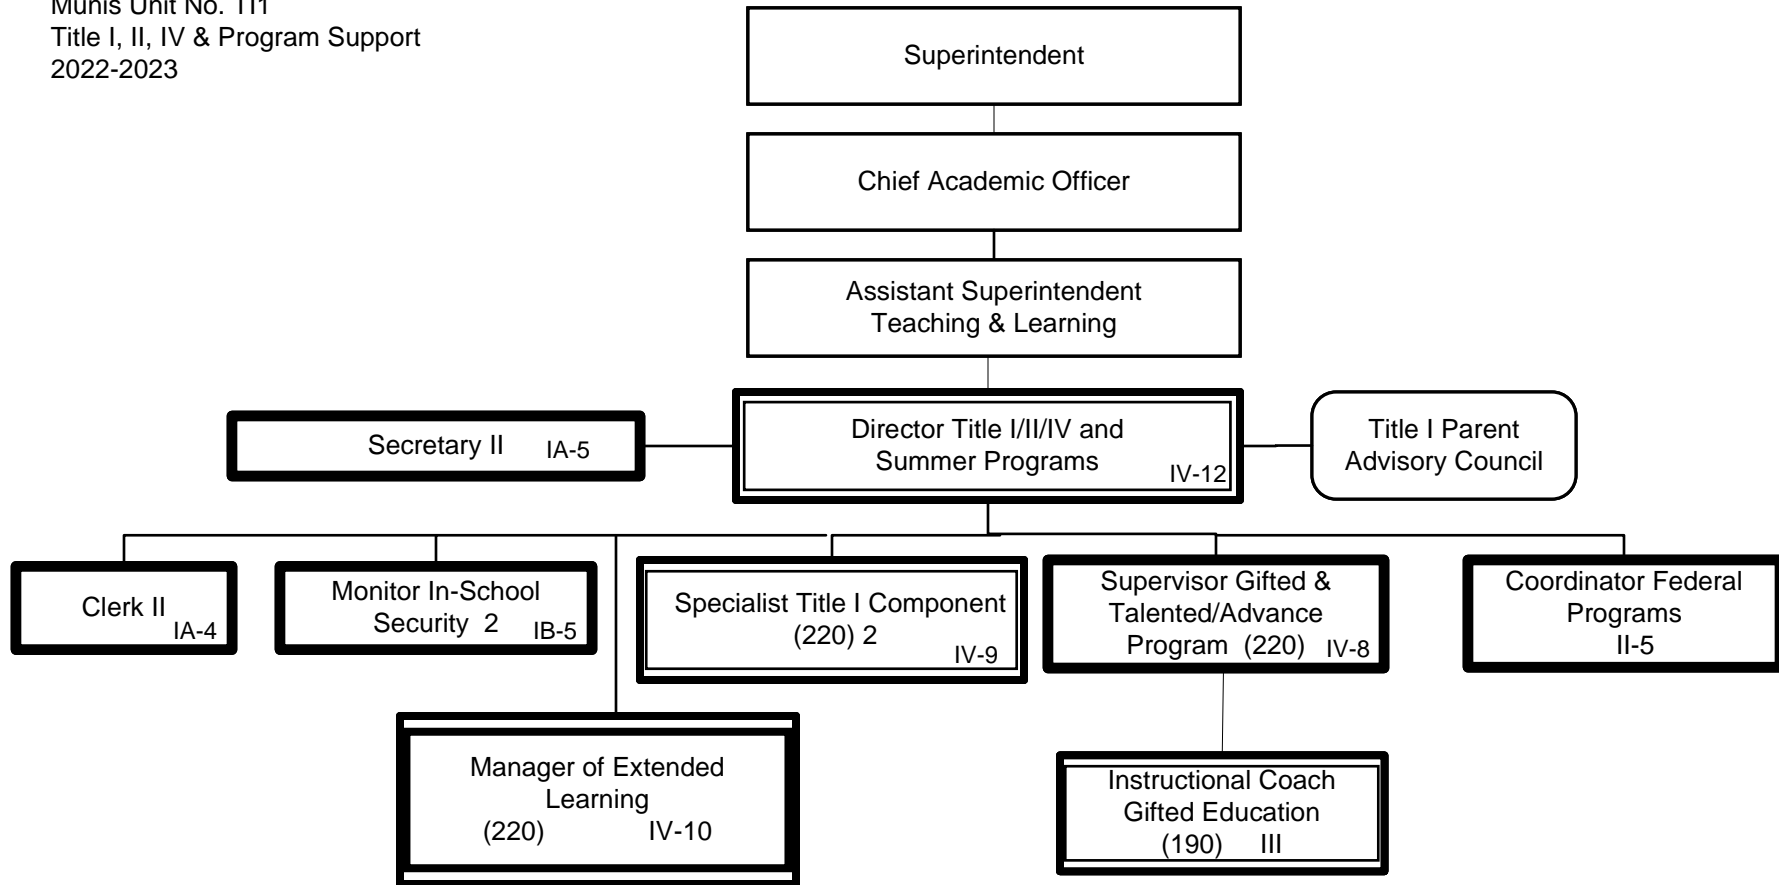 Munis Unit No. TI1
Title I, II, IV & Program Support
2022-2023
Superintendent
Chief Academic Officer
Assistant Superintendent
Teaching & Learning
Secretary II IA-5
Director Title I/II/IV and
Summer Programs
IV-12
Title I Parent
Advisory Council
Clerk II
IA-4
Monitor In-School
Security 2 IB-5
Specialist Title I Component
(220) 2
IV-9
Supervisor Gifted &
Talented/Advance
Program (220) IV-8
Coordinator Federal
Programs
II-5
Manager of Extended
Learning
(220) IV-10
Instructional Coach
Gifted Education
(190) III